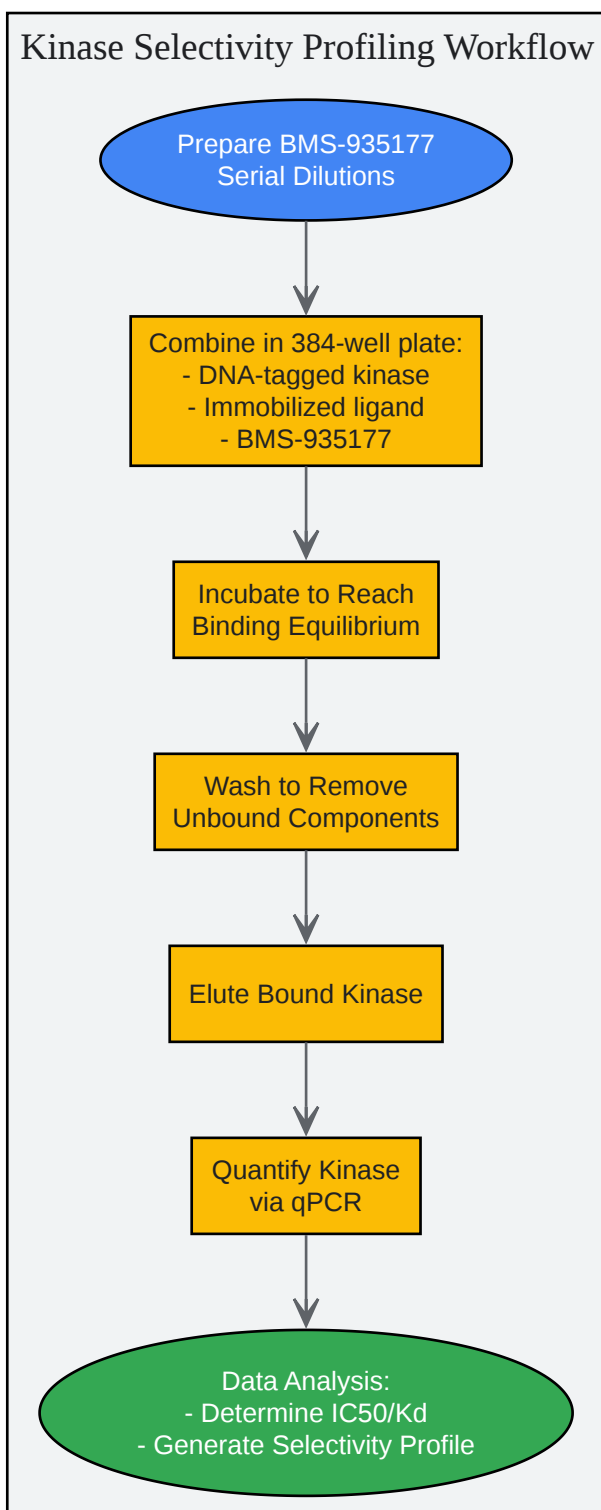 Kinase Selectivity Profiling Workflow
Prepare BMS-935177
Serial Dilutions
Combine in 384-well plate:
- DNA-tagged kinase
- Immobilized ligand
- BMS-935177
Incubate to Reach
Binding Equilibrium
Wash to Remove
Unbound Components
Elute Bound Kinase
Quantify Kinase
via qPCR
Data Analysis:
- Determine IC50/Kd
- Generate Selectivity Profile